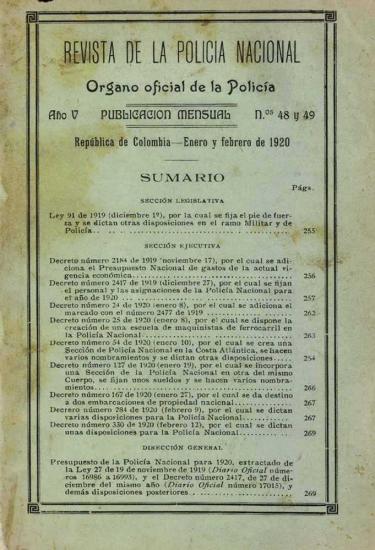 REVISTA DE LA POLICIA NACIONAL
Organo oficial de la Policía
Año V PUBLICACION MENSUAL N.os 48 y 49
República de Colombia—Enero y febrero de 1920
SUMARIO
Págs.
SECCIÓN LEGISLATIVA
Ley 91 de 1919 (diciembre 1º), por la cual se fija el pie de fuer-
za y se dictan otras disposiciones en el ramo Militar y de
Policía.. 255
SECCIÓN EJECUTIVA
Decreto número 2184 de 1919 (noviembre 17), por el cual se adi-
ciona el Presupuesto Nacional de gastos de la actual vi-
gencia económica... 256
Decreto número 2417 de 1919 (diciembre 27), por el cual se fijan
el personal y las asignaciones de la Policía Nacional para
el año de 1920 257
Decreto número 24 de 1920 (enero 8), por el cual se adiciona el
marcado con el número 2477 de 1919 262
Decreto número 25 de 1920 (enero 8), por el cual se dispone la
creación de una escuela de maquinistas de ferrocarril en
la Policía Nacional 263
Decreto número 54 de 1920 (enero 10), por el cual se crea una
Sección de Policía Nacional en la Costa Atlántica, se hacen
varios nombramientos y se dictan otras disposiciones.... 254
Decreto número 127 de 1920 (enero 19), por el cual se incorpora
una Sección de la Policía Nacional en otra del mismo
Cuerpo, se fijan unos sueldos y se hacen varios nombra-
mientos 266
Decreto número 167 de 1920 (enero 27), por el cual se da destino
a dos embarcaciones de propiedad nacional 267
Decreto número 284 de 1920 (febrero 9), por el cual se dictan
varias disposiciones para la Policía Nacional 267
Decreto número 330 de 1920 (febrero 12), por el cual se dictan
unas disposiciones para la Policía Nacional 269
DIRECCIÓN GENERAL
Presupuesto de la Policía Nacional para 1920, extractado de
la Ley 27 de 19 de noviembre de 1919 (Diario Oficial núme-
ros 16986 a 16993), y el Decreto número 2417, de 27 de di-
ciembre del mismo año (Diario Oficial número 17015), y
demás disposiciones posteriores 269